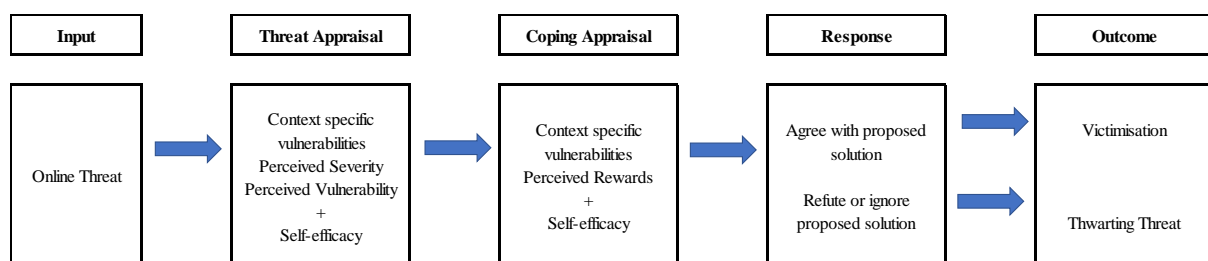 Input
Threat Appraisal
Coping Appraisal
Response
Outcome
Online Threat
Context specific
vulnerabilities
Perceived Severity
Perceived Vulnerability
+
Self-efficacy
Context specific
vulnerabilities
Perceived Rewards
+
Self-efficacy
Agree with proposed
solution
Refute or ignore
proposed solution
Victimisation
Thwarting Threat